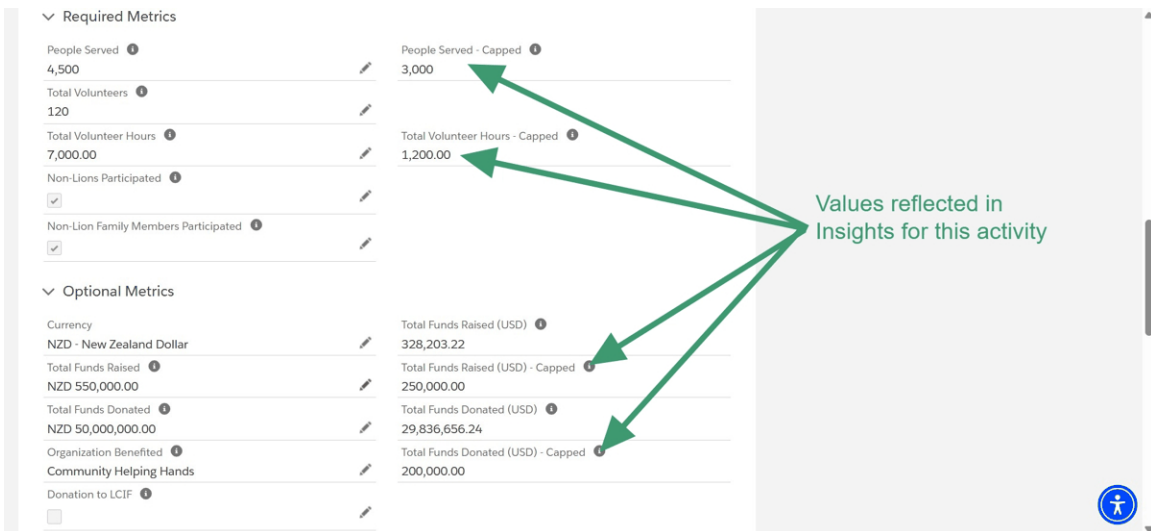 Required Metrics
People Served
People Served - Capped
4,500
3,000
Total Volunteers
120
Total Volunteer Hours
Total Volunteer Hours - Capped
7,000.00
1,200.00
Non-Lions Participated
Non-Lion Family Members Participated
Values reflected in
Insights for this activity
Optional Metrics
Currency
Total Funds Raised (USD)
NZD - New Zealand Dollar
328,203.22
Total Funds Raised
Total Funds Raised (USD) - Capped
NZD 550,000.00
250,000.00
Total Funds Donated
Total Funds Donated (USD)
NZD 50,000,000.00
29,836,656.24
Organization Benefited
Total Funds Donated (USD) - Capped
Community Helping Hands
200,000.00
Donation to LCIF